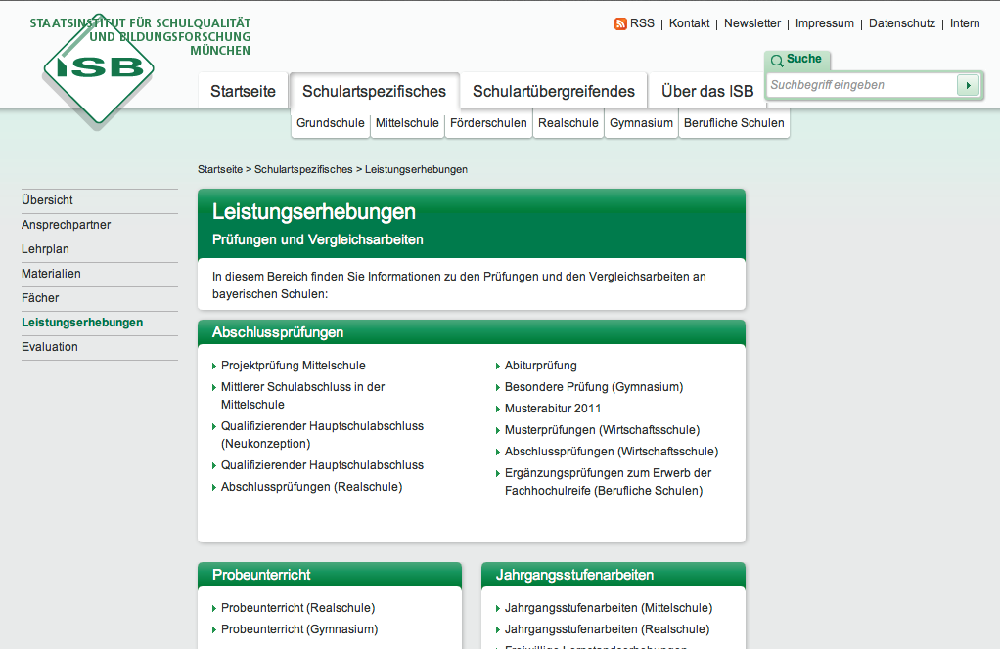 STAATSINSTITUT FÜR SCHULQUALITÄT
UND BILDUNGSFORSCHUNG
MÜNCHEN
ISB
RSS | Kontakt | Newsletter | Impressum | Datenschutz | Intern
Suche
Suchbegriff eingeben
Startseite
Schulartspezifisches
Schulartübergreifendes
Über das ISB
Grundschule
Mittelschule
Förderschulen
Realschule
Gymnasium
Berufliche Schulen
Startseite > Schulartspezifisches > Leistungserhebungen
Übersicht
Ansprechpartner
Lehrplan
Materialien
Fächer
Leistungserhebungen
Evaluation
Leistungserhebungen
Prüfungen und Vergleichsarbeiten
In diesem Bereich finden Sie Informationen zu den Prüfungen und den Vergleichsarbeiten an
bayerischen Schulen:
Abschlussprüfungen
Projektprüfung Mittelschule
Mittlerer Schulabschluss in der
Mittelschule
Qualifizierender Hauptschulabschluss
(Neukonzeption)
Qualifizierender Hauptschulabschluss
Abschlussprüfungen (Realschule)
Abiturprüfung
Besondere Prüfung (Gymnasium)
Musterabitur 2011
Musterprüfungen (Wirtschaftsschule)
Abschlussprüfungen (Wirtschaftsschule)
Ergänzungsprüfungen zum Erwerb der
Fachhochulreife (Berufliche Schulen)
Probeunterricht
Probeunterricht (Realschule)
Probeunterricht (Gymnasium)
Jahrgangsstufenarbeiten
Jahrgangsstufenarbeiten (Mittelschule)
Jahrgangsstufenarbeiten (Realschule)